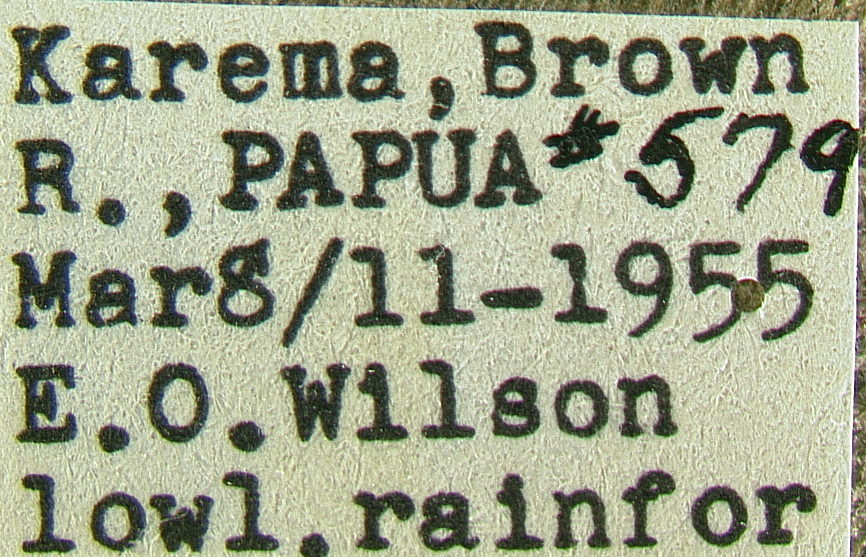 Karema, Brown
R., PAPUA #579
Mar8/11-1955
E.O.Wilson
lowl.rainfor